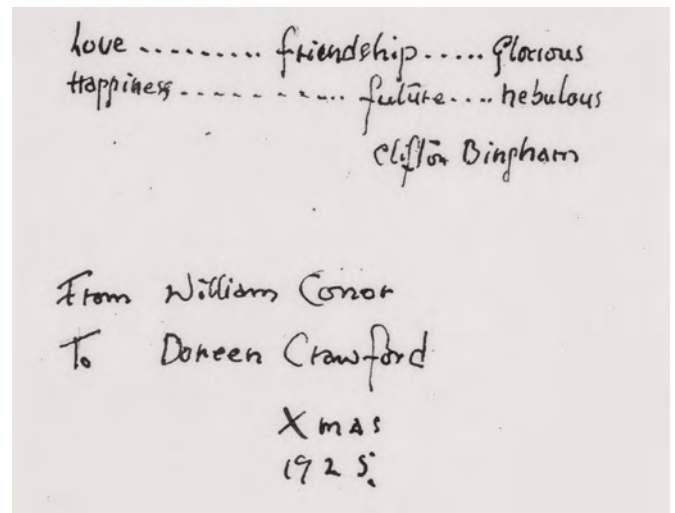 Love ......... friendship ..... Glorious
Happiness ............ future .... nebulous
Clifton Bingham
From William Conor
To Doreen Crawford
Xmas
1925.